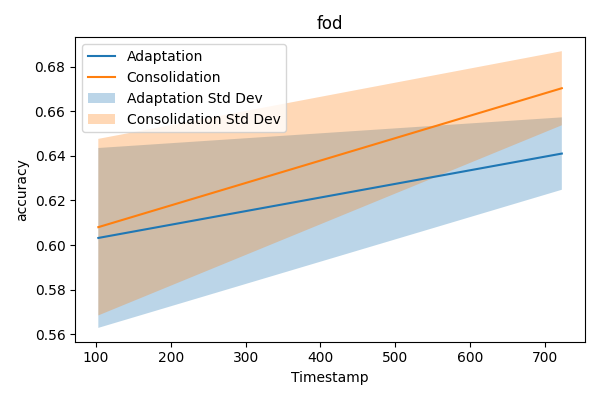 fod
Adaptation
Consolidation
Adaptation Std Dev
Consolidation Std Dev
accuracy
0.68
0.66
0.64
0.62
0.60
0.58
0.56
100
200
300
400
500
600
700
Timestamp